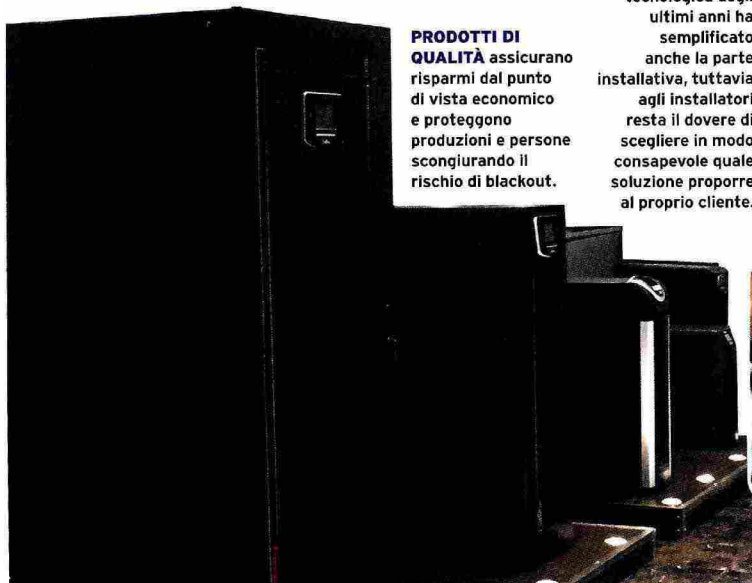 PRODOTTI DI
QUALITÀ assicurano
risparmi dal punto
di vista economico
e proteggono
produzioni e persone
scongiurando il
rischio di blackout.
ultimi anni ha
semplificato
anche la parte
installativa, tuttavia
agli installatori
resta il dovere di
scegliere in modo
consapevole quale
soluzione proporre
al proprio cliente.